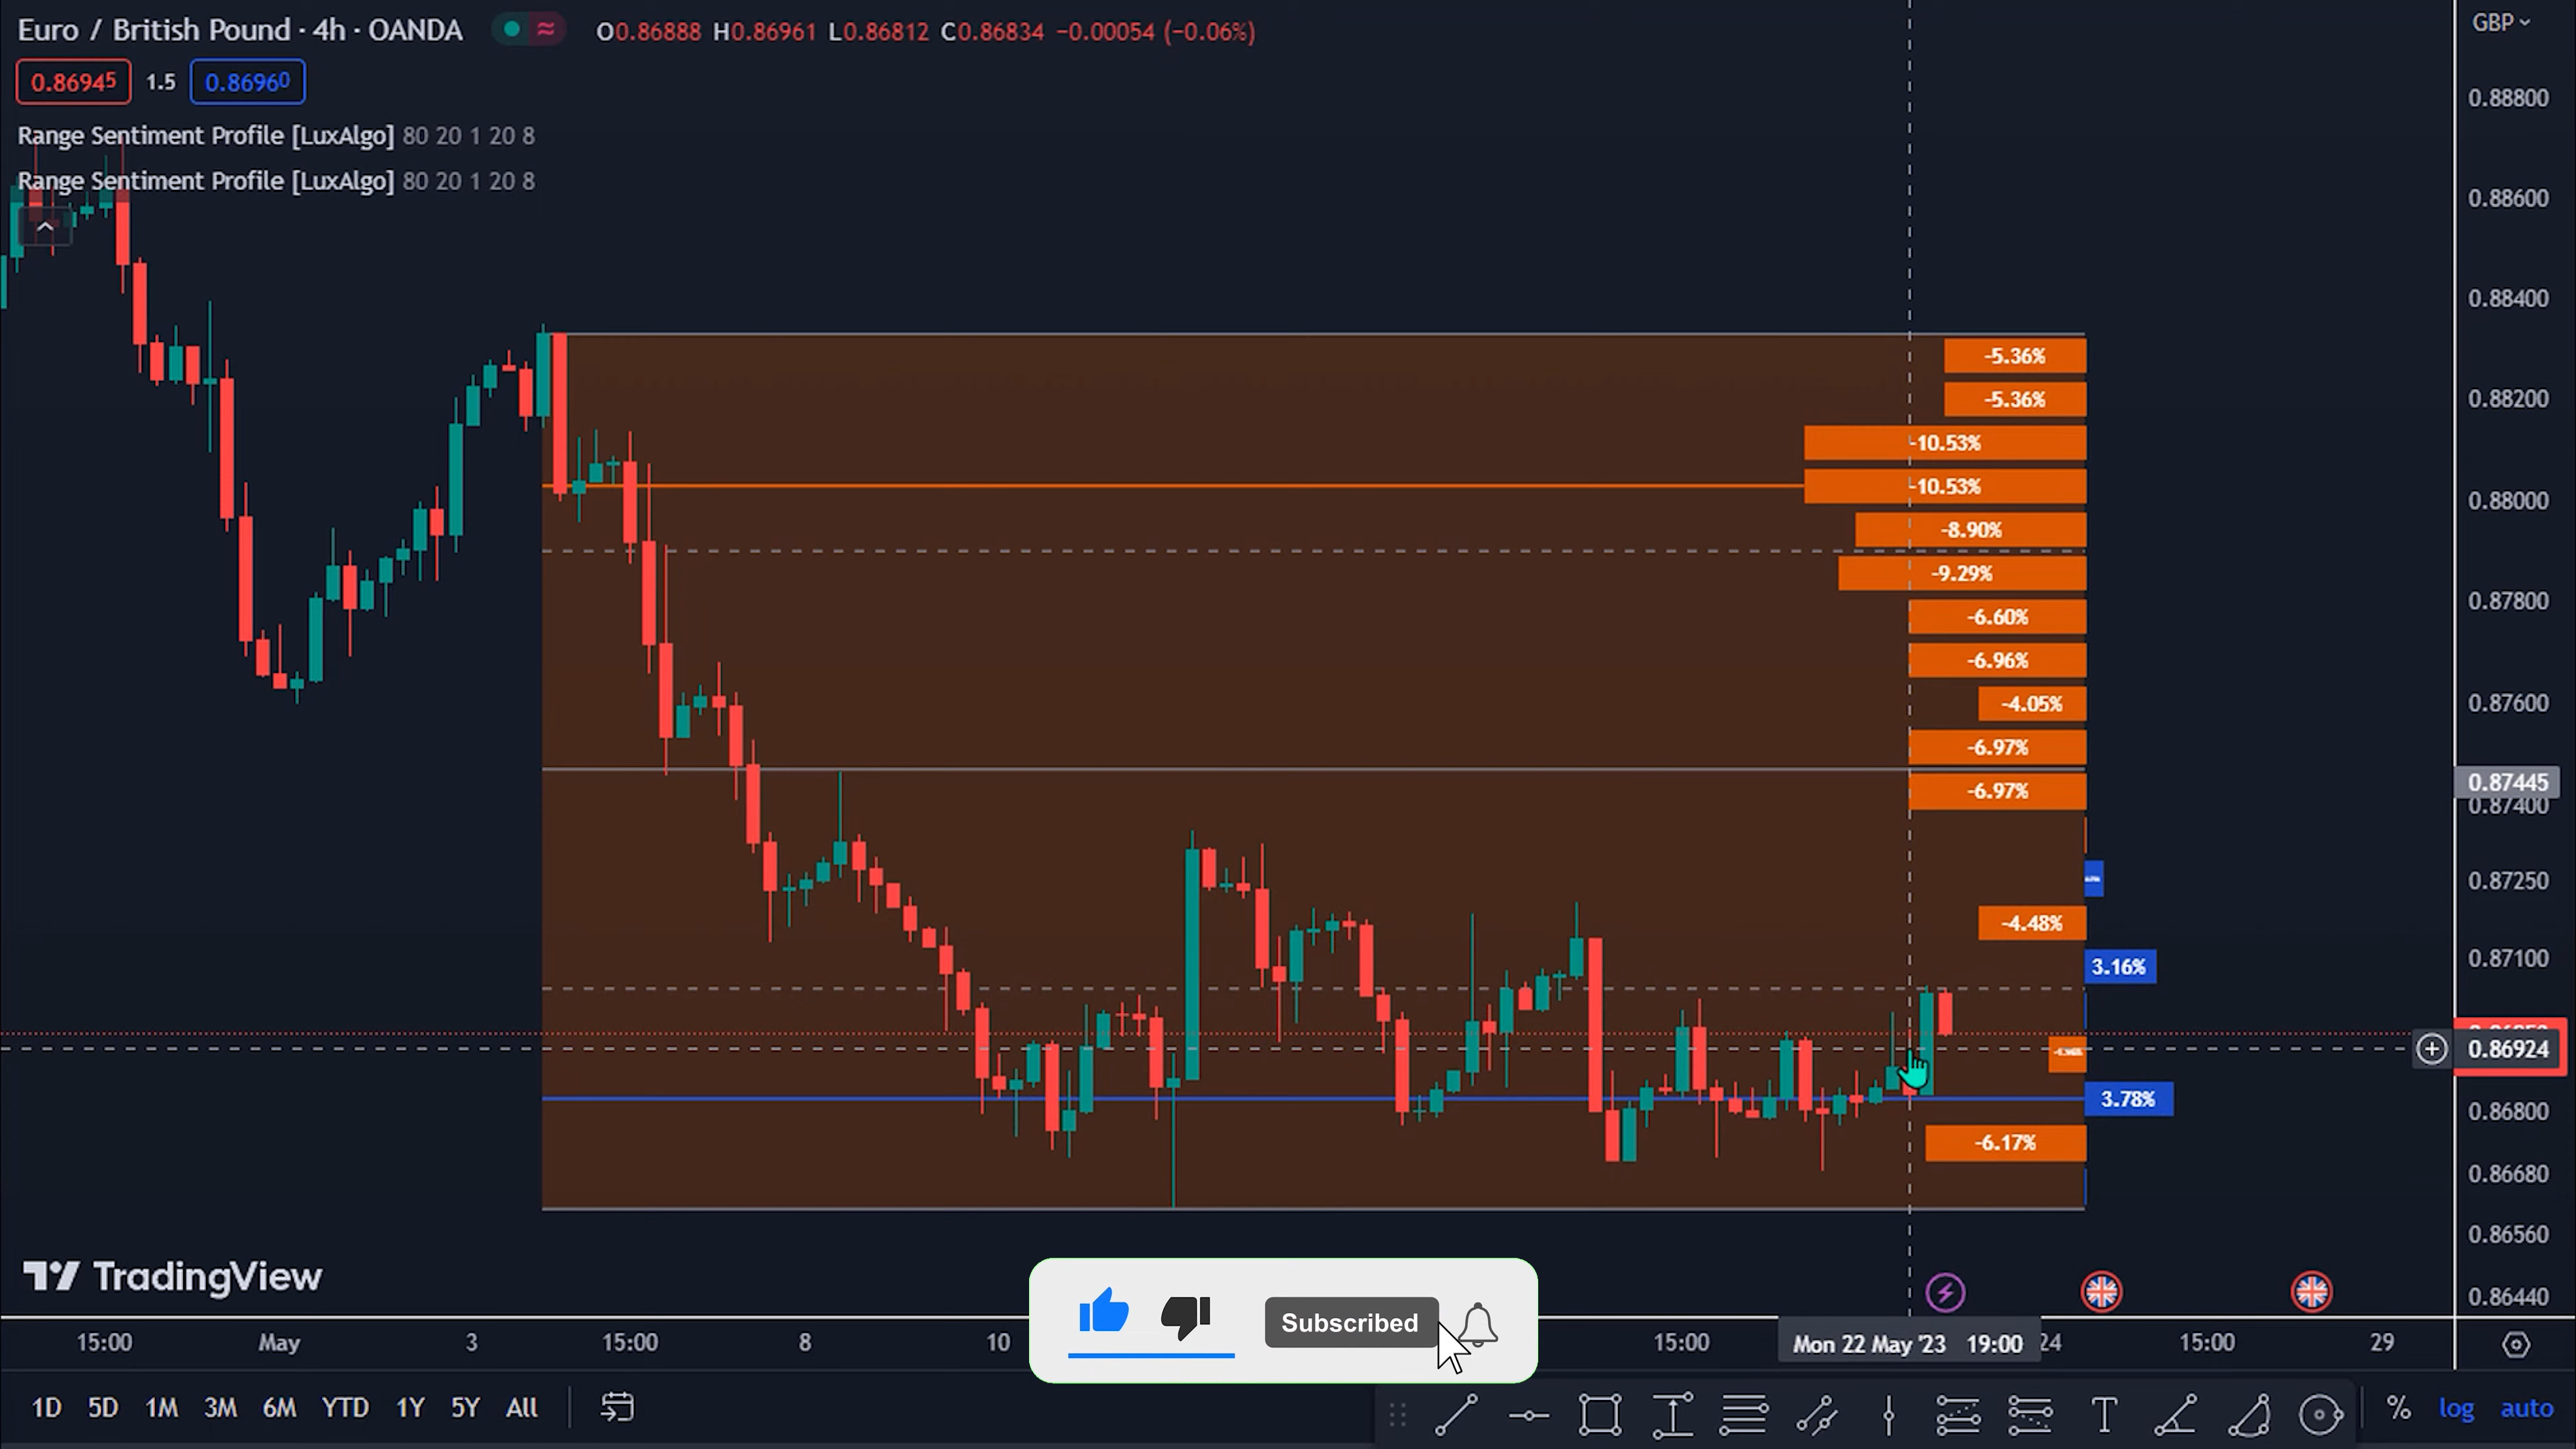 Euro / British Pound · 4h · OANDA
O0.86888 H0.86961 L0.86812 C0.86834 −0.00054 (−0.06%)
GBP
0.86945 1.5 0.86960
Range Sentiment Profile [LuxAlgo] 80 20 1 20 8
Range Sentiment Profile [LuxAlgo] 80 20 1 20 8
0.88800
0.88600
0.88400
0.88200
0.88000
0.87800
0.87600
0.87445
0.87400
0.87250
0.87100
0.86924
0.86800
0.86680
0.86560
0.86440
-5.36%
-5.36%
-10.53%
-10.53%
-8.90%
-9.29%
-6.60%
-6.96%
-4.05%
-6.97%
-6.97%
-4.48%
3.16%
3.78%
-6.17%
TradingView
Subscribed
15:00 May 3 15:00 8 10 15:00 Mon 22 May '23 19:00 24 15:00 29
1D 5D 1M 3M 6M YTD 1Y 5Y All
% log auto